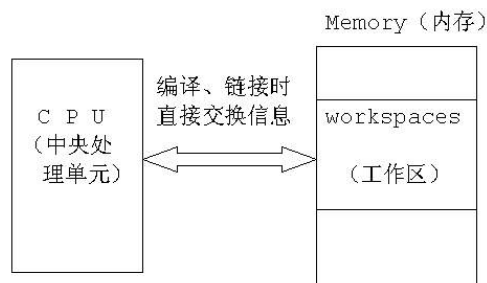 Memory（内存）
编译、链接时
直接交换信息
C P U
（中央处
理单元）
workspaces
（工作区）